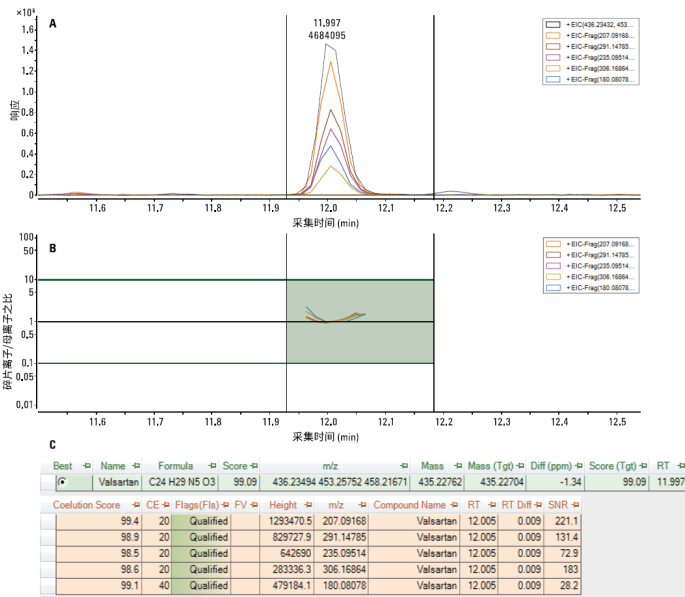 ×10⁶
A
11.997
4684095
1.6
1.4
1.2
1.0
0.8
0.6
0.4
0.2
0
响应
+ EIC(436.23432, 453...
+ EIC-Frag(207.09168...
+ EIC-Frag(291.14785...
+ EIC-Frag(235.09514...
+ EIC-Frag(306.16864...
+ EIC-Frag(180.08078...
11.6 11.7 11.8 11.9 12.0 12.1 12.2 12.3 12.4 12.5
采集时间 (min)
B
100
50
10
5
1
0.5
0.1
0.05
0.01
碎片离子/母离子之比
+ EIC-Frag(207.09168...
+ EIC-Frag(291.14785...
+ EIC-Frag(235.09514...
+ EIC-Frag(306.16864...
+ EIC-Frag(180.08078...
11.6 11.7 11.8 11.9 12.0 12.1 12.2 12.3 12.4 12.5
采集时间 (min)
C
Best Name Formula Score m/z Mass Mass (Tgt) Diff (ppm) Score (Tgt) RT
Valsartan C24 H29 N5 O3 99.09 436.23494 453.25752 458.21671 435.22762 435.22704 -1.34 99.09 11.997
Coelution Score CE Flags(FIs) FV Height m/z Compound Name RT RT Diff SNR
99.4 20 Qualified 1293470.5 207.09168 Valsartan 12.005 0.009 221.1
98.9 20 Qualified 829727.9 291.14785 Valsartan 12.005 0.009 131.4
98.5 20 Qualified 642690 235.09514 Valsartan 12.005 0.009 72.9
98.6 20 Qualified 283336.3 306.16864 Valsartan 12.005 0.009 183
99.1 40 Qualified 479184.1 180.08078 Valsartan 12.005 0.009 28.2